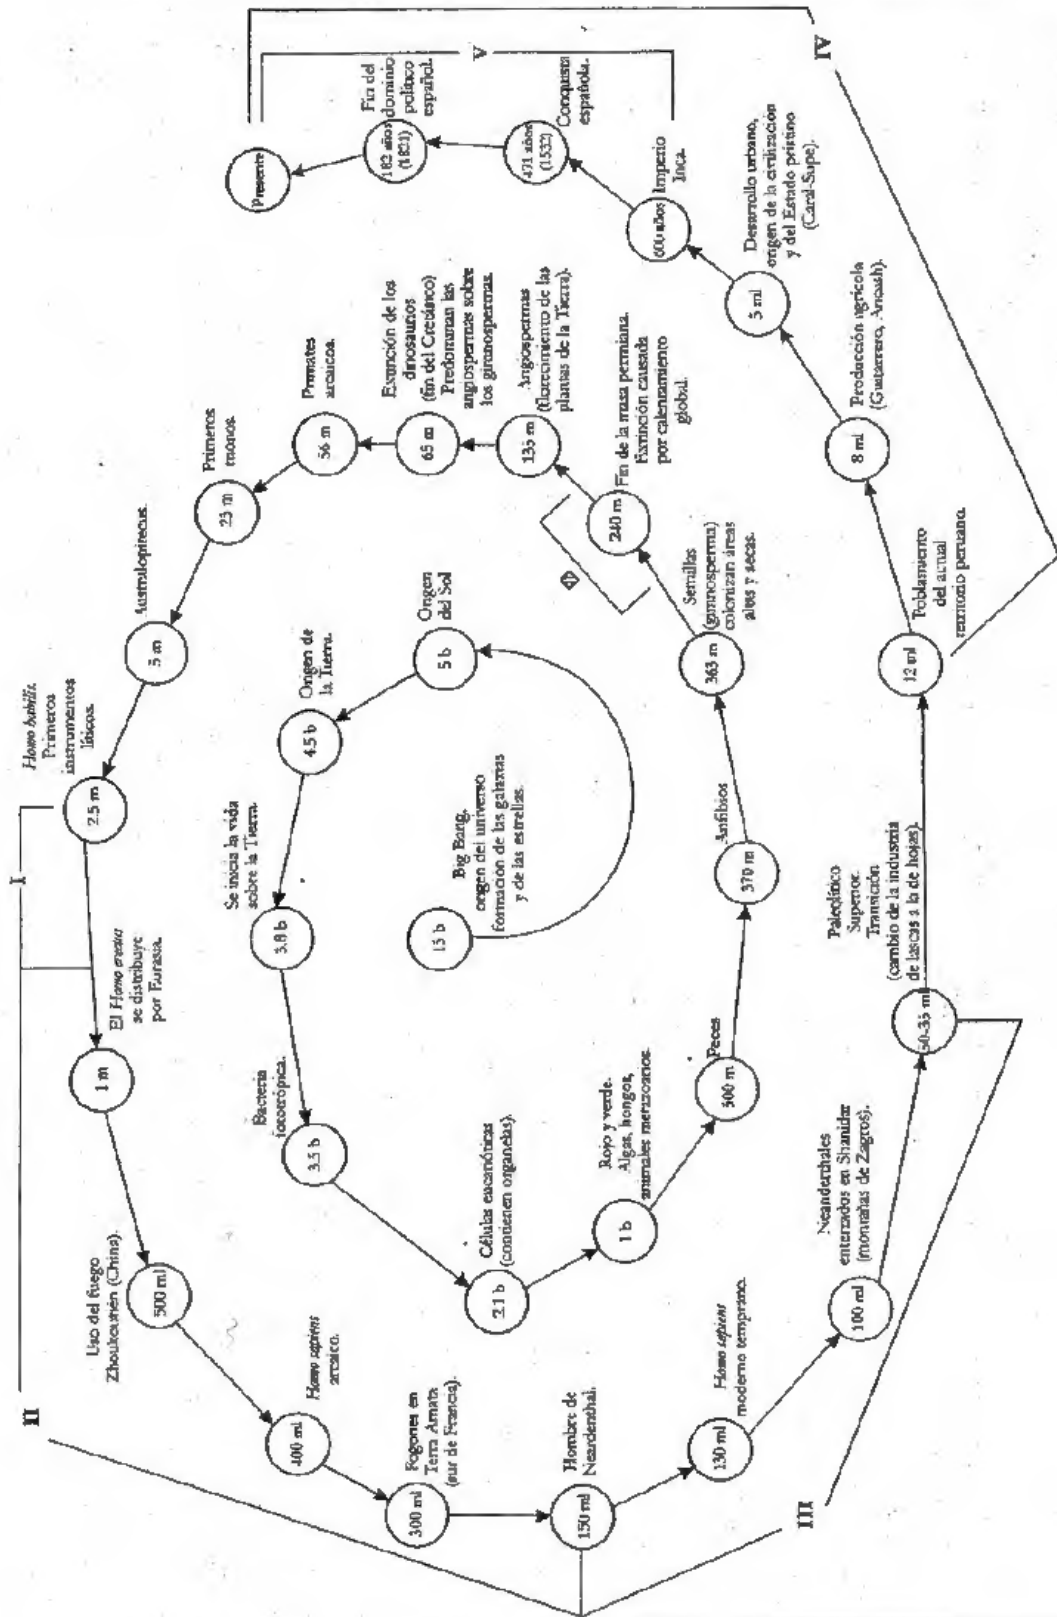 15 b
Big Bang,
origen del universo
formación de las galaxias
y de las estrellas.
5 b
Origen
del Sol
4.5 b
Origen de
la Tierra.
3.8 b
Se inicia la vida
sobre la Tierra.
3.5 b
Bacteria
2.1 b
Células eucarióticas
(contienen organelas).
1 b
Rojo y verde.
Algas, hongos,
animales metazoarios.
500 m
Peces
370 m
Anfibios
363 m
Semillas
(gimnosperma)
colonizan áreas
altas y secas.
240 m
Fin de la masa permiana.
Extinción causada
por calentamiento
global.
135 m
Angiospermas
(florecimiento de las
plantas de la Tierra).
65 m
Extinción de los
dinosaurios
(fin del Cretáceo)
Predominan las
angiospermas sobre
los gimnospermas.
56 m
Primates
arcaicos.
23 m
Primeros
monos.
5 m
Australopitecus.
2.5 m
Homo habilis.
Primeros
instrumentos
líticos.
I
1 m
El Homo erectus
se distribuye
por Eurasia.
500 ml
Uso del fuego
Zhoukoutién (China).
II
400 ml
Homo sapiens
arcaico.
300 ml
Fogones en
Terra Amata
(sur de Francia).
150 ml
Hombre de
Neardenthal.
130 ml
Homo sapiens
moderno temprano.
100 ml
Neanderthales
enterrados en Shanidar
(montañas de Zagros).
III
50-35 ml
Paleolítico
Superior.
Transición
(cambio de la industria
de lascas a la de hojas).
12 ml
Poblamiento
del actual
territorio peruano.
8 ml
Producción agrícola
(Guitarrero, Ancash).
5 ml
Desarrollo urbano,
origen de la civilización
y del Estado prístino
(Caral-Supe).
600 años
Imperio
Inca.
471 años
(1532)
Conquista
española.
182 años
(1821)
Fin del
dominio
político
español.
Presente
V
IV